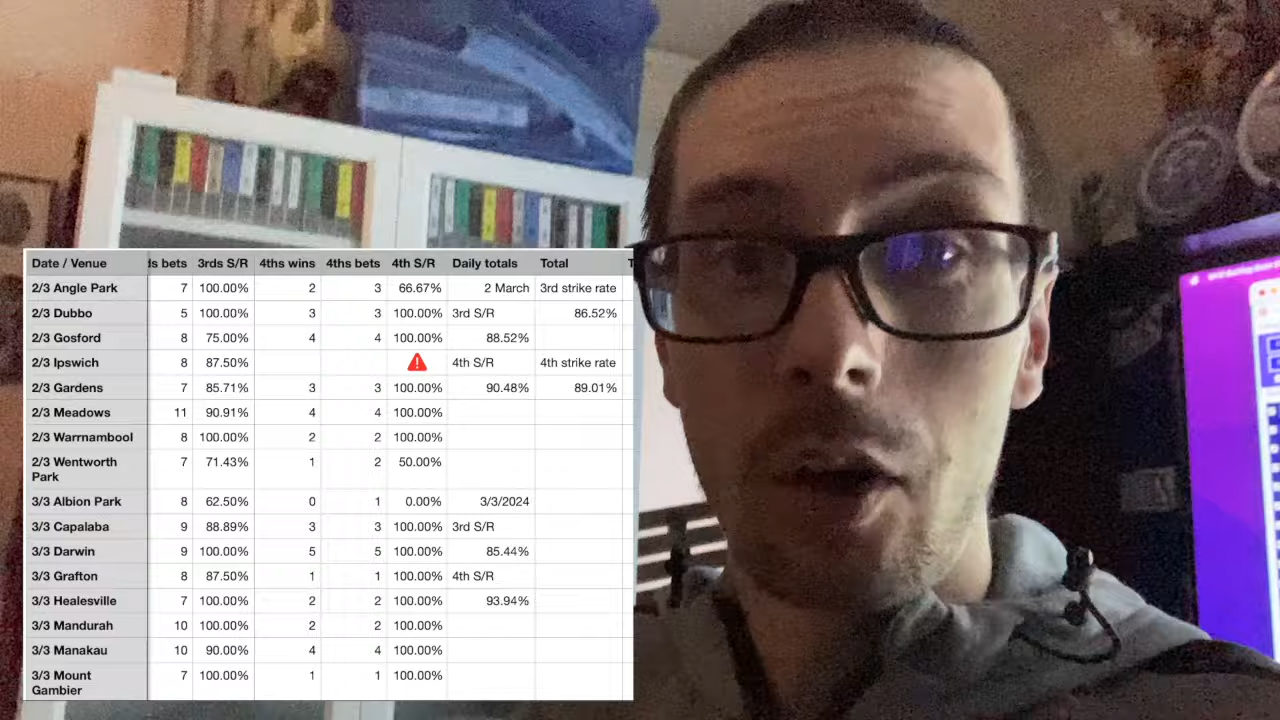 Date / Venue ds bets 3rds S/R 4ths wins 4ths bets 4th S/R Daily totals Total T
2/3 Angle Park 7 100.00% 2 3 66.67% 2 March 3rd strike rate
2/3 Dubbo 5 100.00% 3 3 100.00% 3rd S/R 86.52%
2/3 Gosford 8 75.00% 4 4 100.00% 88.52%
2/3 Ipswich 8 87.50% 4th S/R 4th strike rate
2/3 Gardens 7 85.71% 3 3 100.00% 90.48% 89.01%
2/3 Meadows 11 90.91% 4 4 100.00%
2/3 Warrnambool 8 100.00% 2 2 100.00%
2/3 Wentworth 7 71.43% 1 2 50.00%
Park
3/3 Albion Park 8 62.50% 0 1 0.00% 3/3/2024
3/3 Capalaba 9 88.89% 3 3 100.00% 3rd S/R
3/3 Darwin 9 100.00% 5 5 100.00% 85.44%
3/3 Grafton 8 87.50% 1 1 100.00% 4th S/R
3/3 Healesville 7 100.00% 2 2 100.00% 93.94%
3/3 Mandurah 10 100.00% 2 2 100.00%
3/3 Manakau 10 90.00% 4 4 100.00%
3/3 Mount 7 100.00% 1 1 100.00%
Gambier